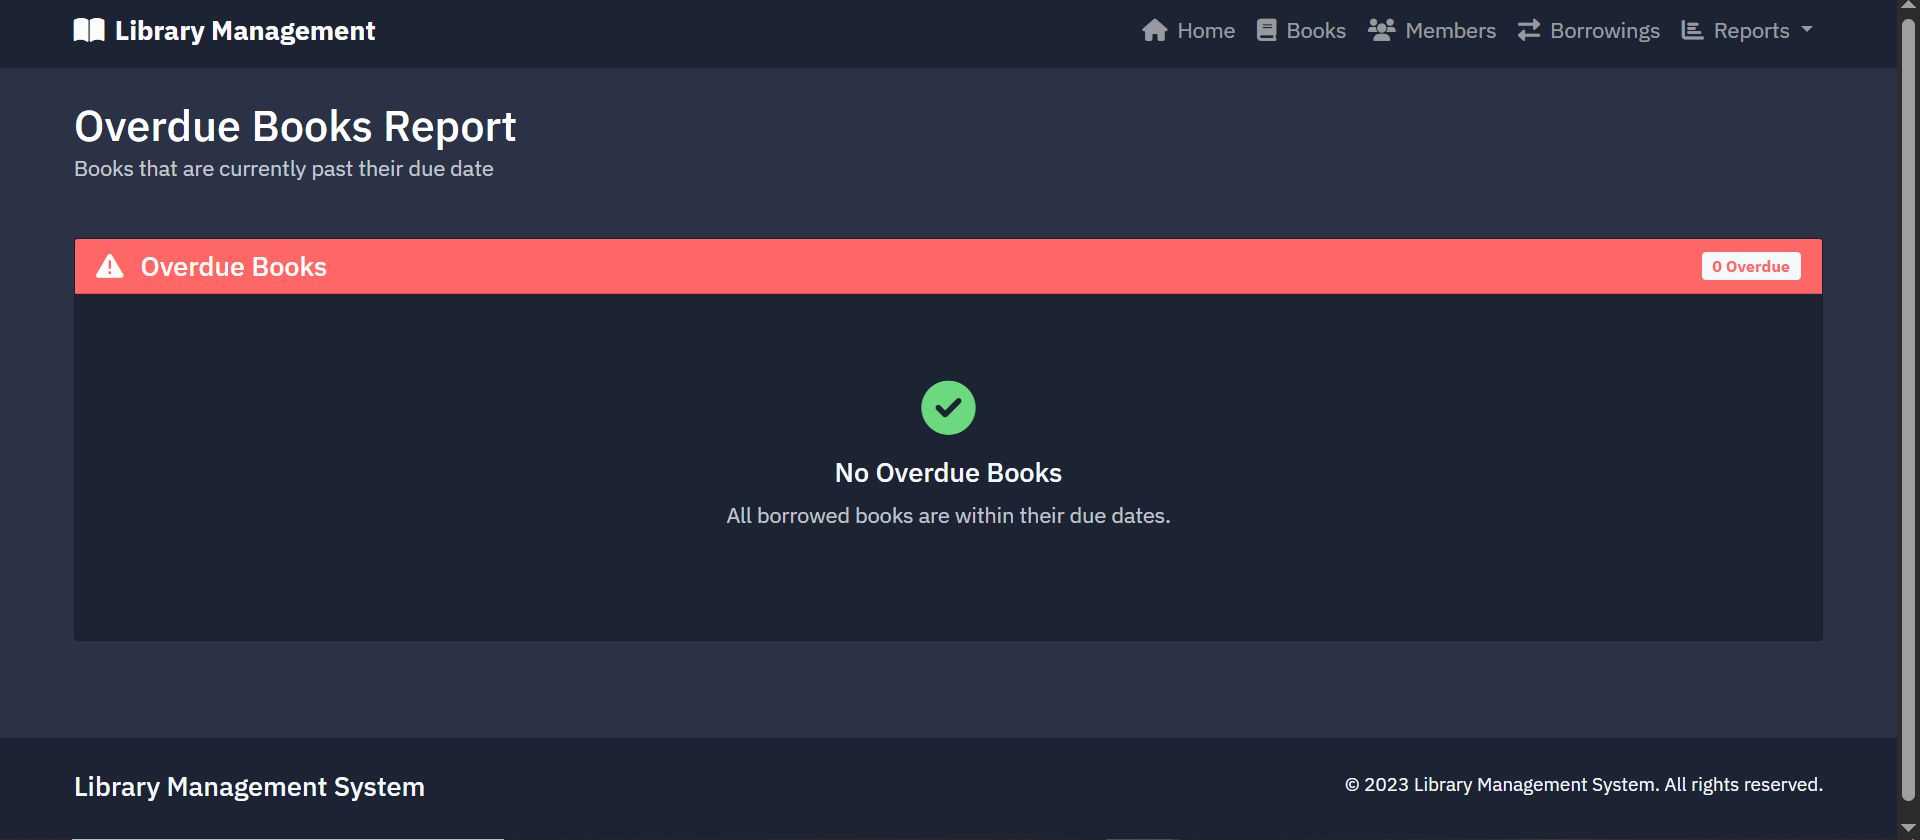 Library Management
Home Books Members Borrowings Reports
Overdue Books Report
Books that are currently past their due date
Overdue Books
0 Overdue
No Overdue Books
All borrowed books are within their due dates.
Library Management System
© 2023 Library Management System. All rights reserved.